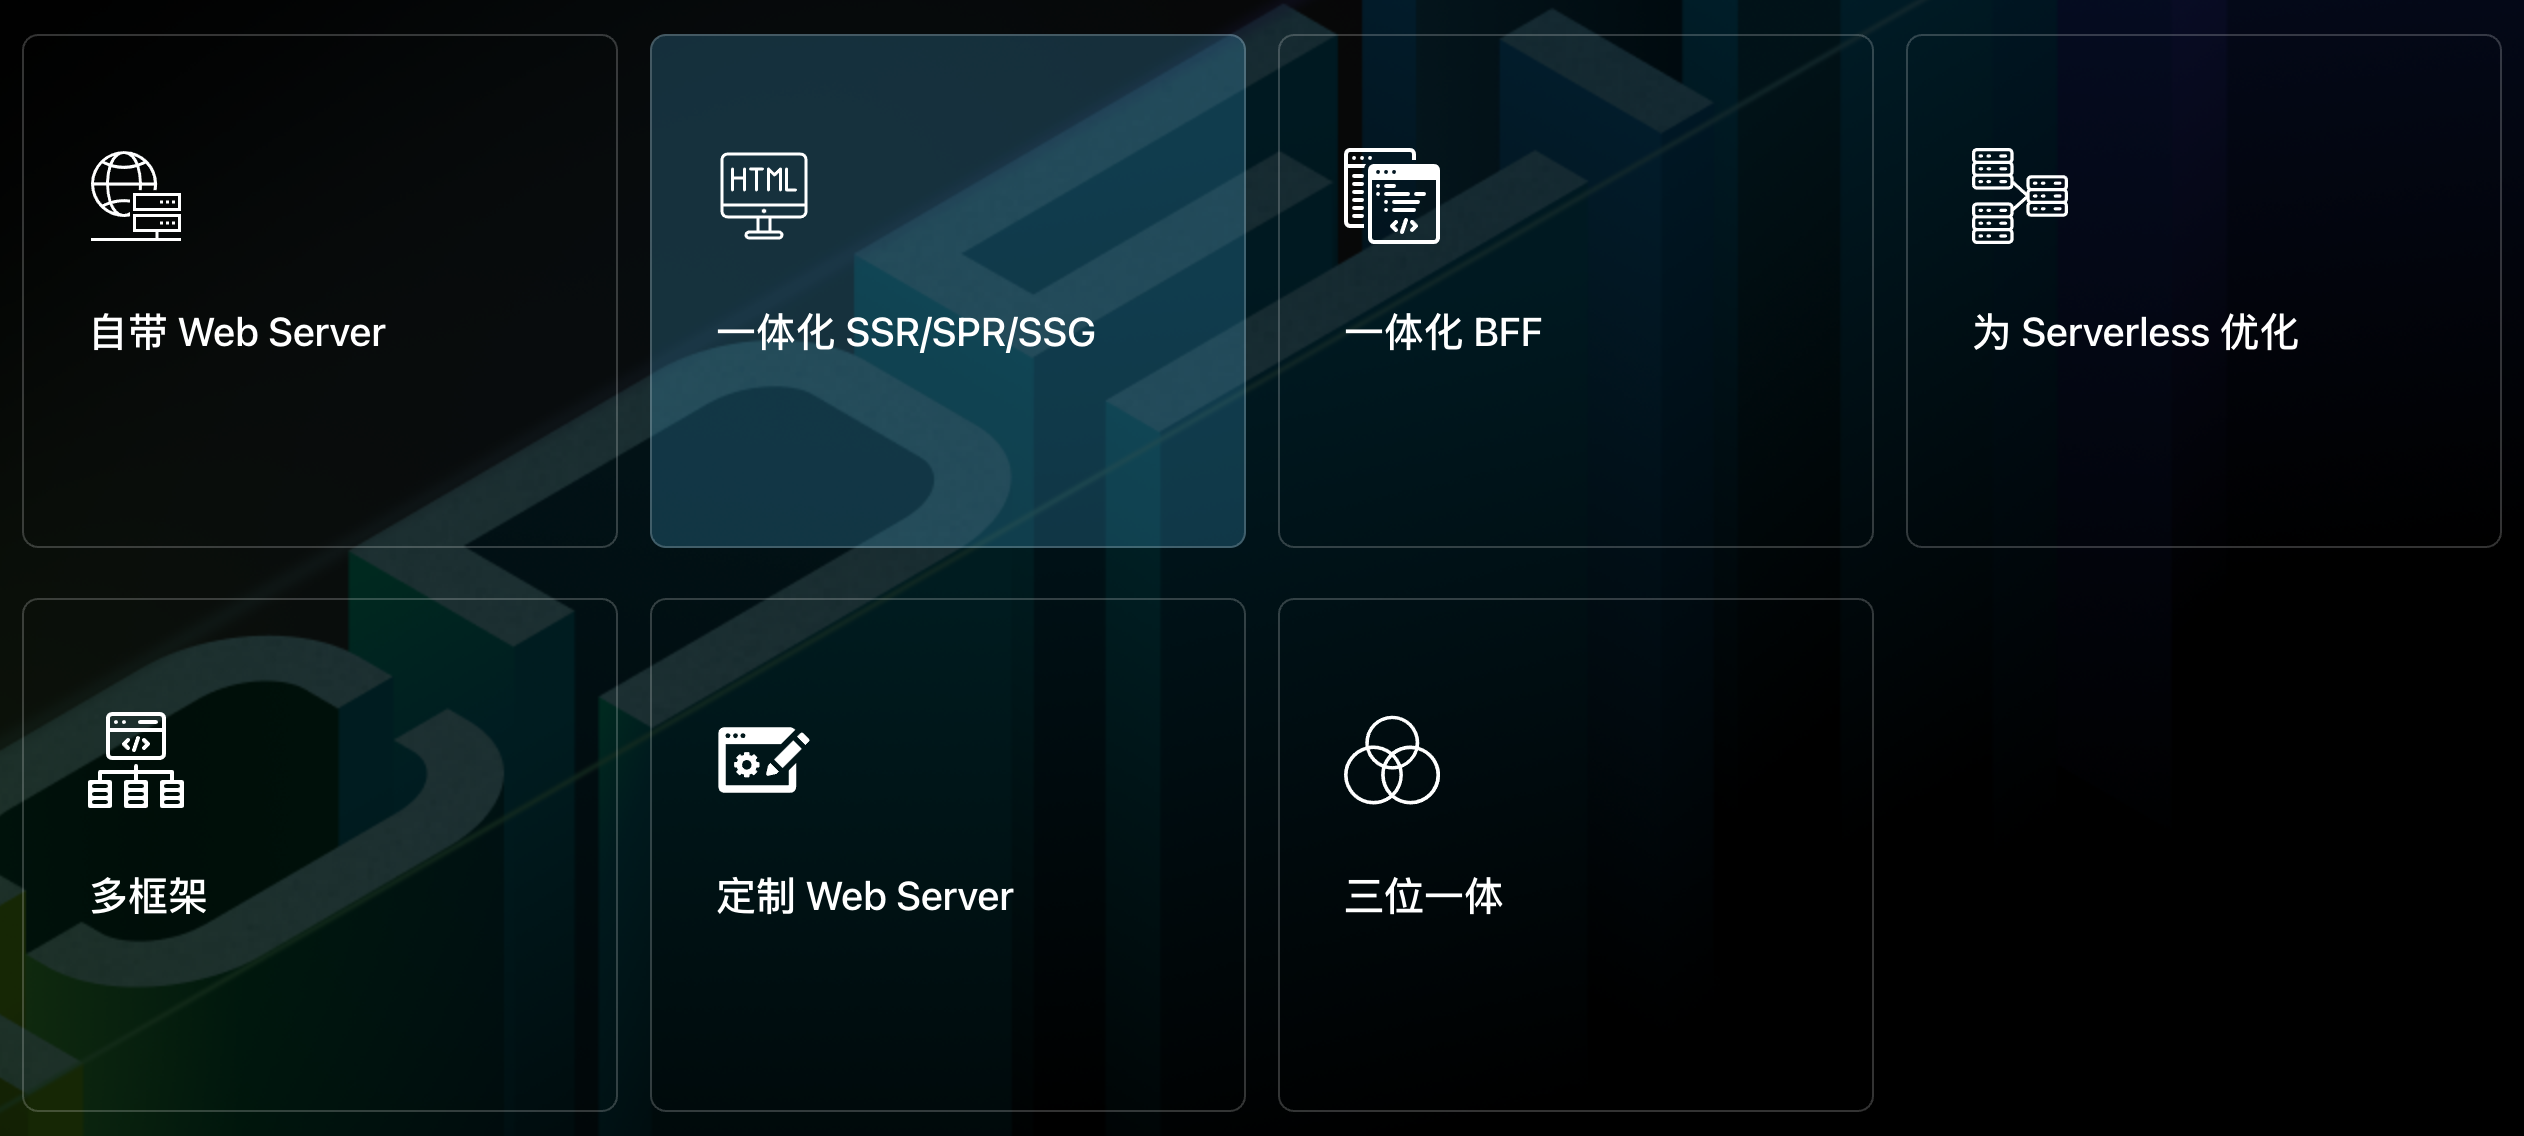 HTML
自带 Web Server
一体化 SSR/SPR/SSG
一体化 BFF
为 Serverless 优化
多框架
定制 Web Server
三位一体